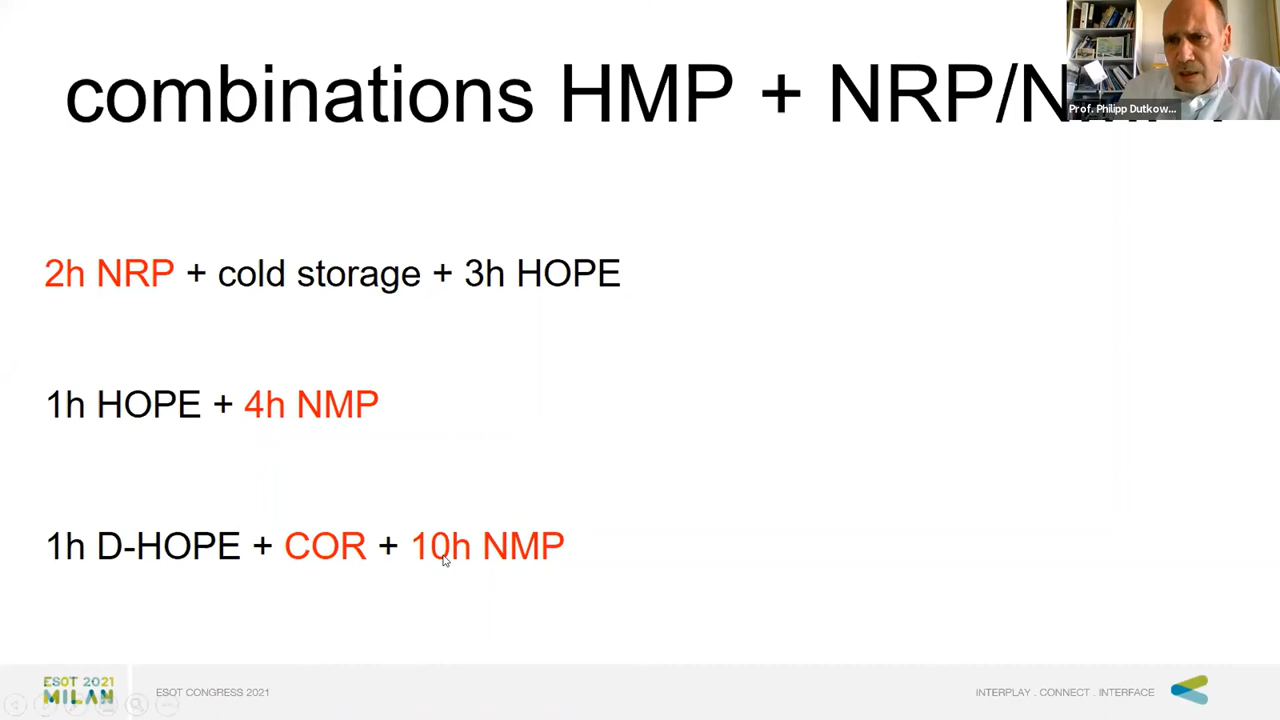 combinations HMP + NRP/N
Prof. Philipp Dutkow...
2h NRP + cold storage + 3h HOPE
1h HOPE + 4h NMP
1h D-HOPE + COR + 10h NMP
ESOT 2021
MILAN
ESOT CONGRESS 2021
INTERPLAY . CONNECT . INTERFACE